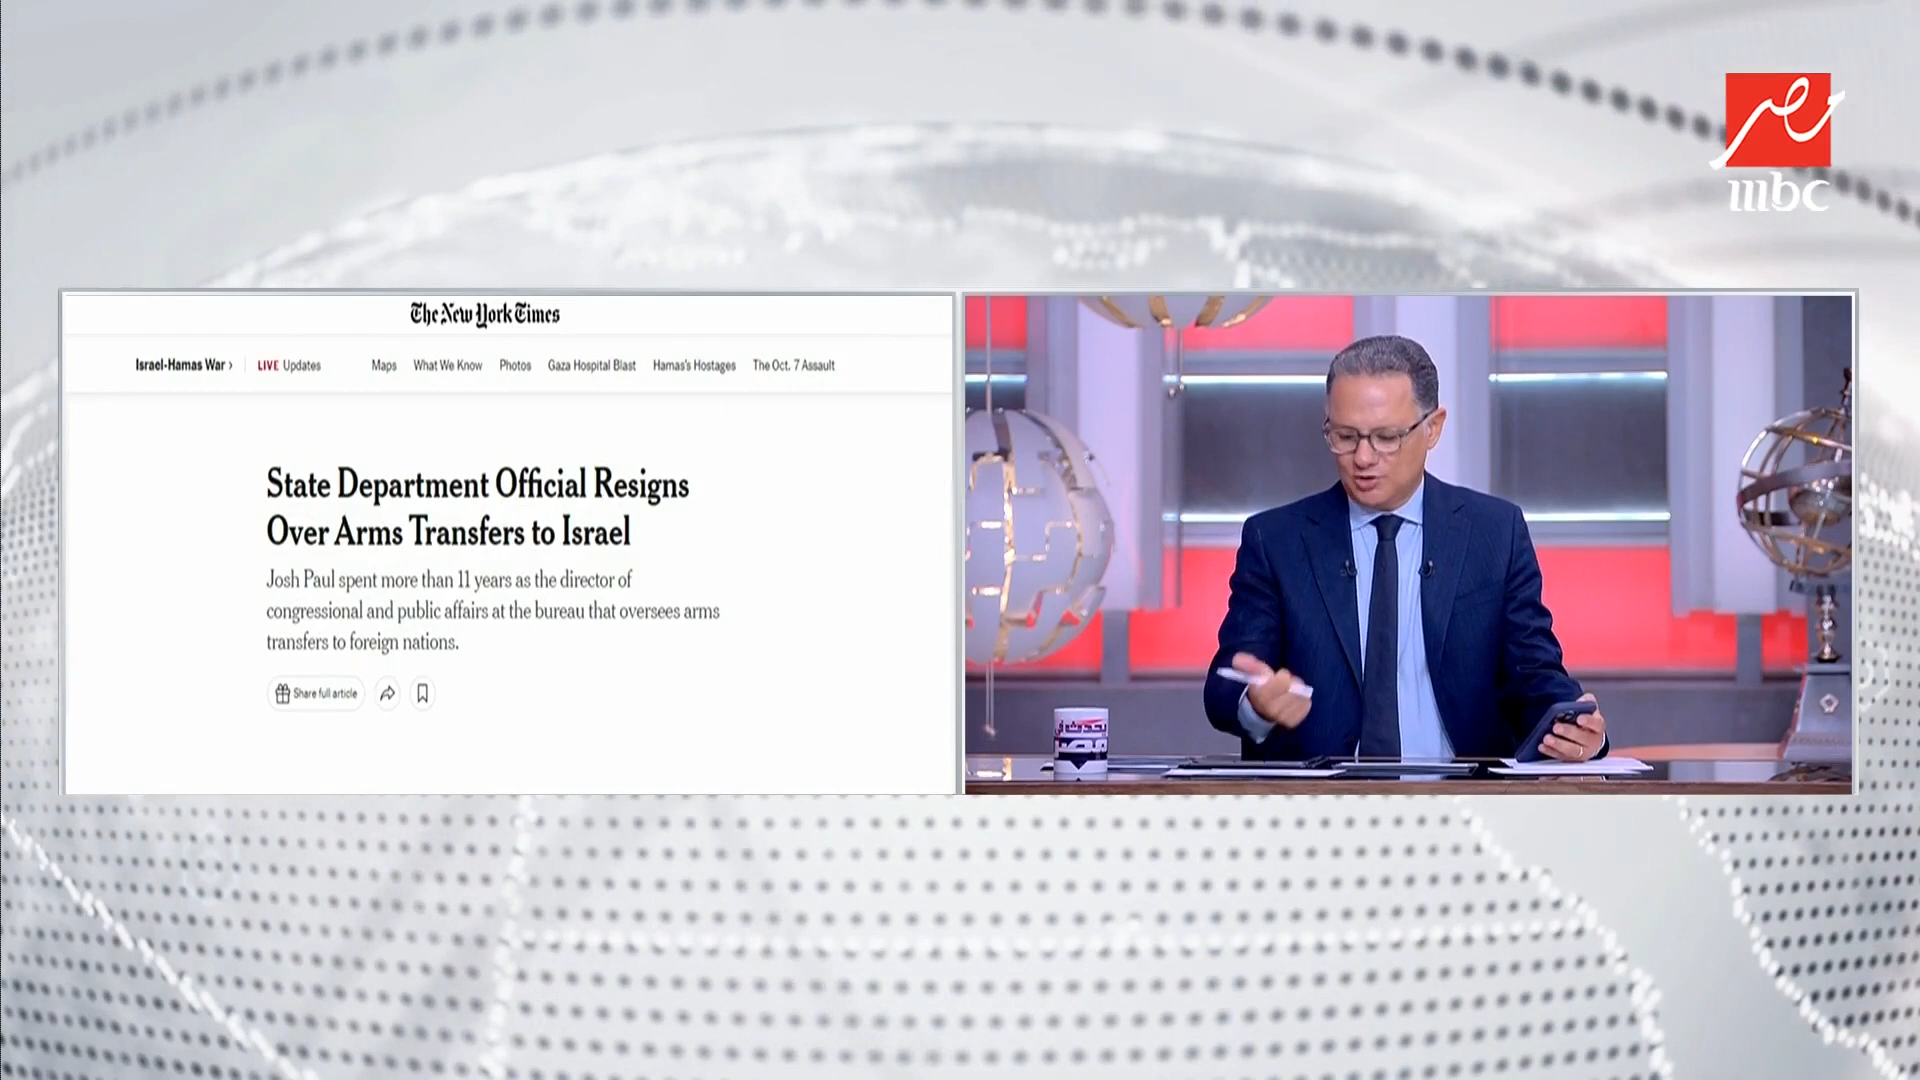 مصر
mbc
The New York Times
Israel-Hamas War ›
LIVE Updates
Maps
What We Know
Photos
Gaza Hospital Blast
Hamas's Hostages
The Oct. 7 Assault
State Department Official Resigns
Over Arms Transfers to Israel
Josh Paul spent more than 11 years as the director of
congressional and public affairs at the bureau that oversees arms
transfers to foreign nations.
Share full article
يحدث في
مصر